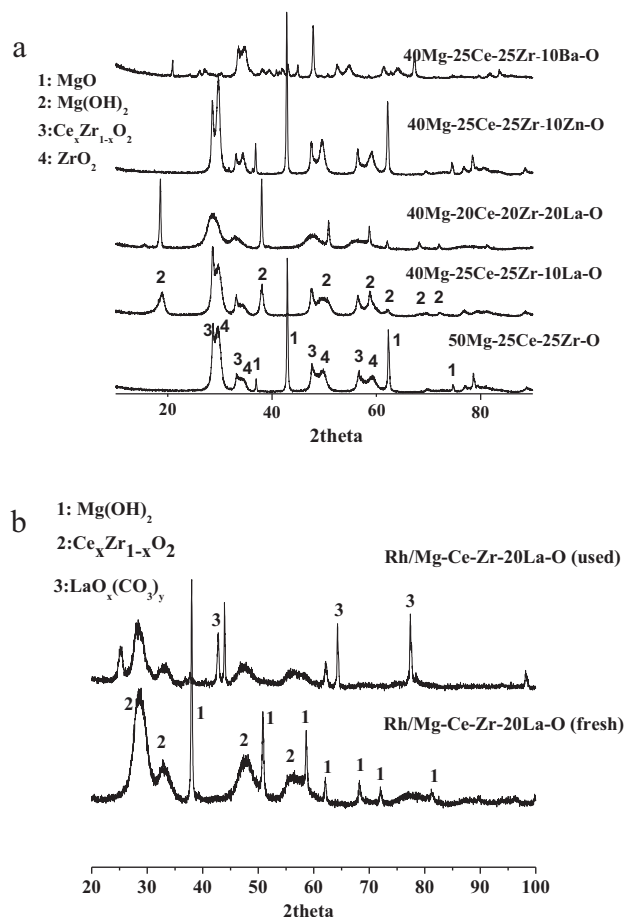 a
40Mg-25Ce-25Zr-10Ba-O
1: MgO
2: Mg(OH)₂
3:CeₓZr₁₋ₓO₂
4: ZrO₂
40Mg-25Ce-25Zr-10Zn-O
40Mg-20Ce-20Zr-20La-O
40Mg-25Ce-25Zr-10La-O
2 2 2 2 2 2 2
50Mg-25Ce-25Zr-O
3 4 3 4 1 1 3 4 3 4 1 1
20 40 60 80
2theta
b
1: Mg(OH)₂
2:CeₓZr₁₋ₓO₂
3:LaOₓ(CO₃)ᵧ
Rh/Mg-Ce-Zr-20La-O (used)
3 3 3
Rh/Mg-Ce-Zr-20La-O (fresh)
2 2 1 2 1 2 1 1 1 1 1
20 30 40 50 60 70 80 90 100
2theta